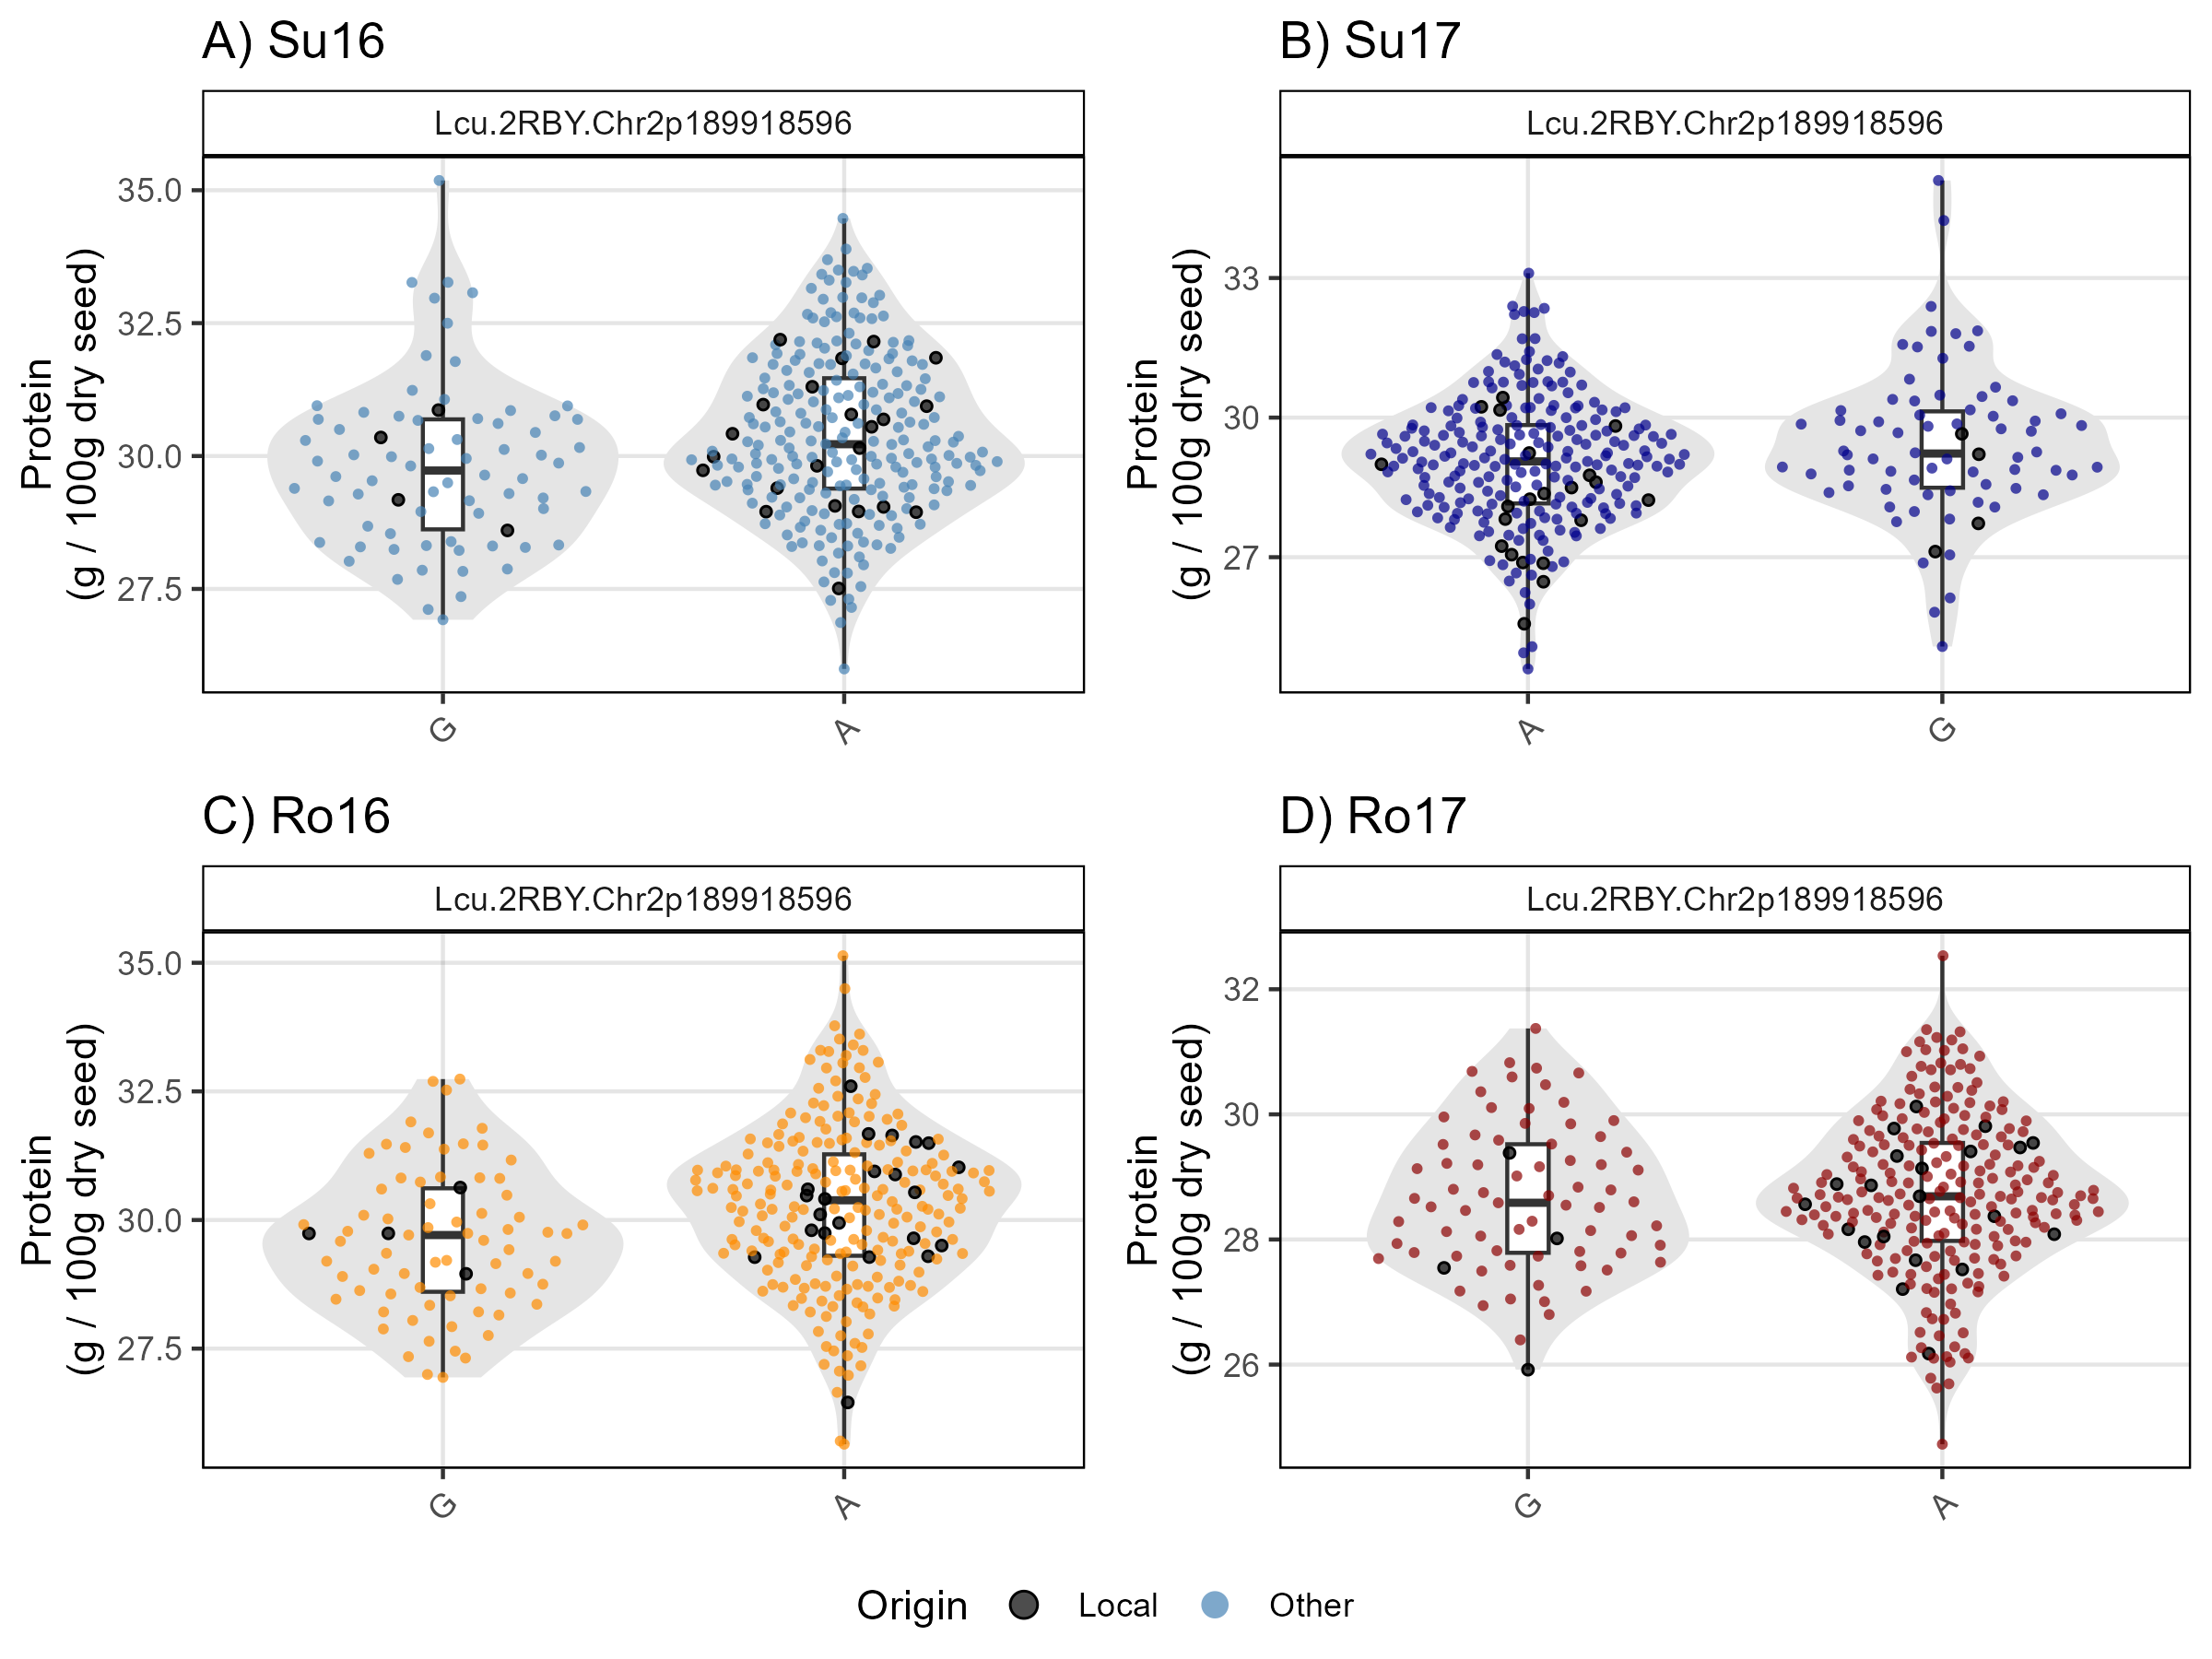 A) Su16
Lcu.2RBY.Chr2p189918596
Protein
(g / 100g dry seed)
35.0
32.5
30.0
27.5
G
A
B) Su17
Lcu.2RBY.Chr2p189918596
Protein
(g / 100g dry seed)
33
30
27
A
G
C) Ro16
Lcu.2RBY.Chr2p189918596
Protein
(g / 100g dry seed)
35.0
32.5
30.0
27.5
G
A
D) Ro17
Lcu.2RBY.Chr2p189918596
Protein
(g / 100g dry seed)
32
30
28
26
G
A
Origin Local Other